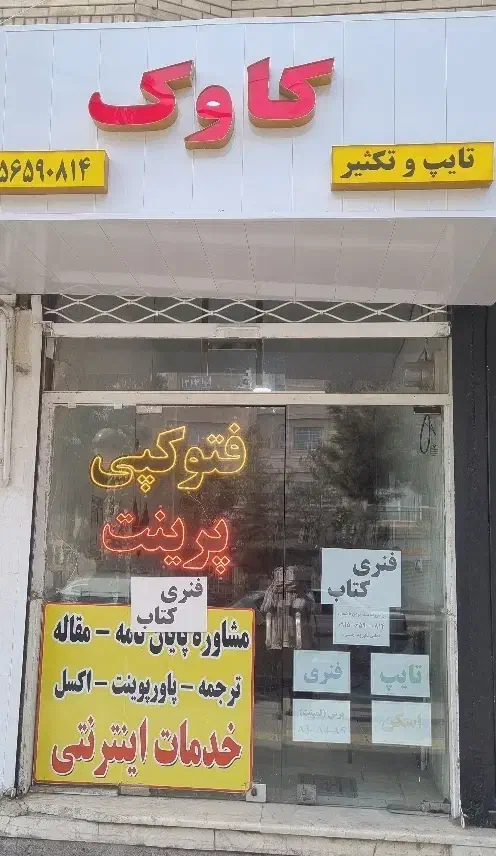 کاوک
تایپ و تکثیر
۵۶۵۹۰۸۱۴
فتوکپی
پرینت
فنری
کتاب
مشاوره پایان نامه - مقاله
ترجمه - پاورپوینت - اکسل
خدمات اینترنتی
فنری
کتاب
فنری
تایپ
اسکن